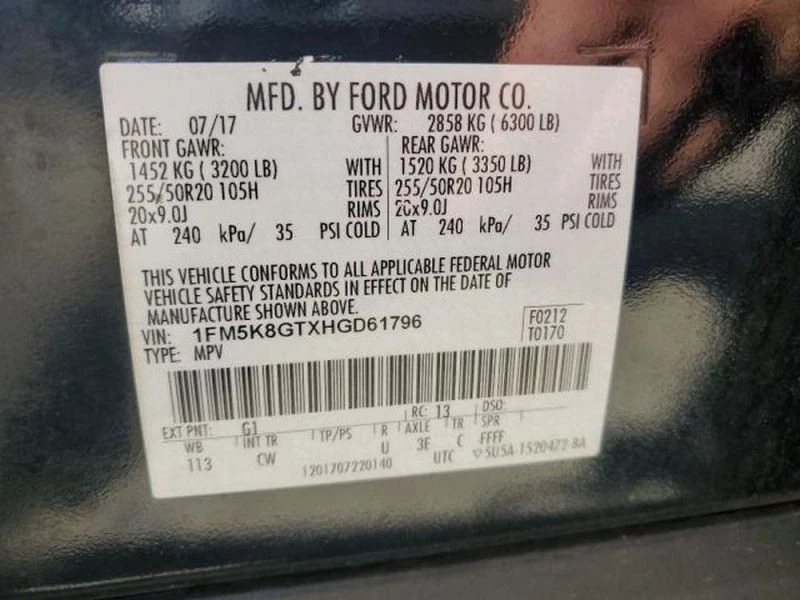 MFD. BY FORD MOTOR CO.
DATE: 07/17 GVWR: 2858 KG ( 6300 LB)
FRONT GAWR: REAR GAWR:
1452 KG ( 3200 LB) WITH 1520 KG ( 3350 LB) WITH
255/50R20 105H TIRES 255/50R20 105H TIRES
20x9.0J RIMS 20x9.0J RIMS
AT 240 kPa/ 35 PSI COLD AT 240 kPa/ 35 PSI COLD
THIS VEHICLE CONFORMS TO ALL APPLICABLE FEDERAL MOTOR
VEHICLE SAFETY STANDARDS IN EFFECT ON THE DATE OF
MANUFACTURE SHOWN ABOVE.
VIN: 1FM5K8GTXHGD61796 F0212
TYPE: MPV T0170
EXT PNT: G1 RC: 13 DSO:
WB INT TR TP/PS R AXLE TR SPR
113 CW U 3E C FFFF
1201707220140 UTC ▽5U5A-1520472-BA